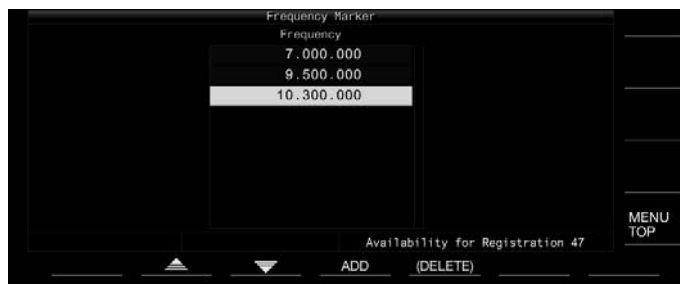 Frequency Marker
Frequency
7.000.000
9.500.000
10.300.000
MENU
TOP
Availability for Registration 47
ADD (DELETE)